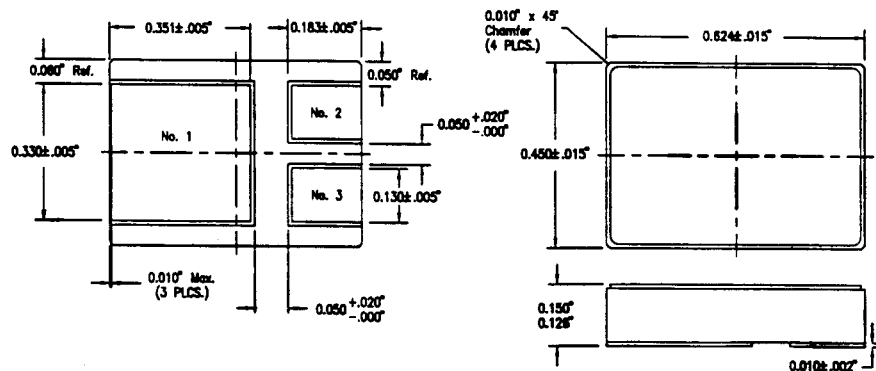 0.351±.005"
0.183±.005"
0.060" Ref.
0.050" Ref.
No. 1
No. 2
0.050 +.020"
-.000"
0.330±.005"
No. 3
0.130±.005"
0.010" Max.
(3 PLCS.)
0.050 +.020"
-.000"
0.010" x 45°
Chamfer
(4 PLCS.)
0.624±.015"
0.450±.015"
0.150"
0.126"
0.010±.002"